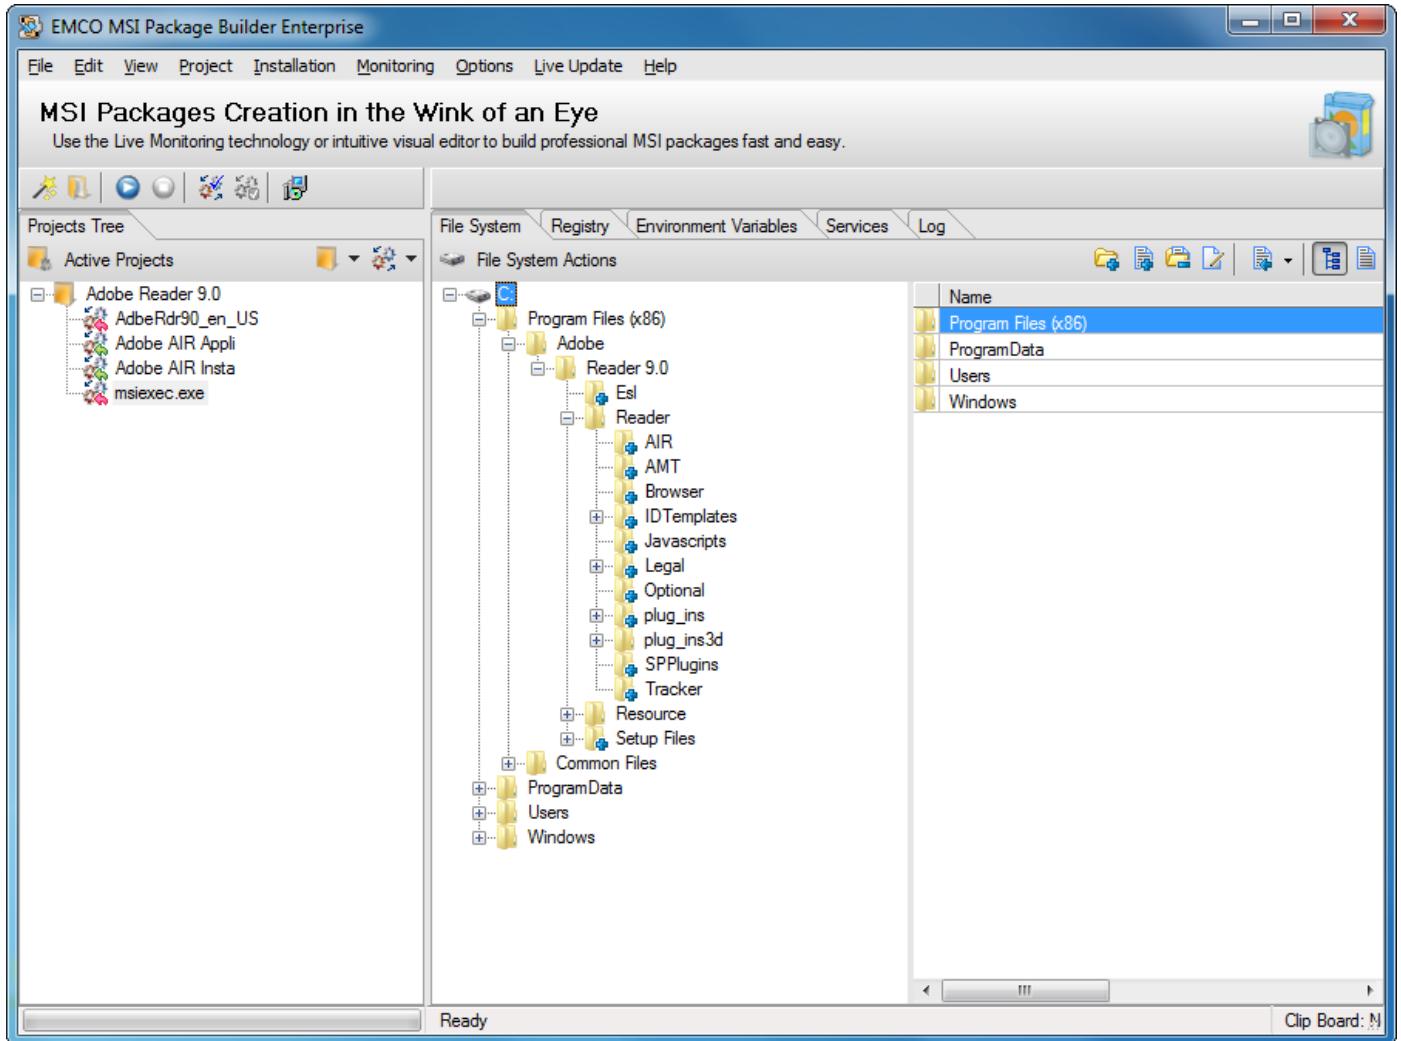 EMCO MSI Package Builder Enterprise
File Edit View Project Installation Monitoring Options Live Update Help
MSI Packages Creation in the Wink of an Eye
Use the Live Monitoring technology or intuitive visual editor to build professional MSI packages fast and easy.
Projects Tree
Active Projects
Adobe Reader 9.0
AdbeRdr90_en_US
Adobe AIR Appli
Adobe AIR Insta
msiexec.exe
File System Registry Environment Variables Services Log
File System Actions
C:
Program Files (x86)
Adobe
Reader 9.0
Esl
Reader
AIR
AMT
Browser
IDTemplates
Javascripts
Legal
Optional
plug_ins
plug_ins3d
SPPlugins
Tracker
Resource
Setup Files
Common Files
ProgramData
Users
Windows
Name
Program Files (x86)
ProgramData
Users
Windows
Ready
Clip Board: N